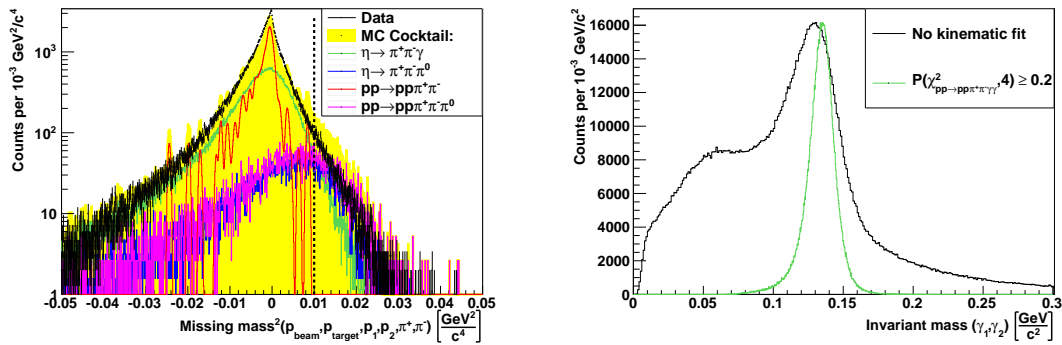 Counts per 10⁻³ GeV²/c⁴
10³
10²
10
1
Data
MC Cocktail:
η→ π⁺π⁻γ
η→ π⁺π⁻π⁰
pp→ppπ⁺π⁻
pp→ppπ⁺π⁻π⁰
-0.05 -0.04 -0.03 -0.02 -0.01 0 0.01 0.02 0.03 0.04 0.05
Missing mass²(p_beam,p_target,p₁,p₂,π⁺,π⁻) [GeV²/c⁴]
Counts per 10⁻³ GeV/c²
16000
14000
12000
10000
8000
6000
4000
2000
0
No kinematic fit
P(χ²_pp→ppπ⁺π⁻γγ,4) ≥ 0.2
0 0.05 0.1 0.15 0.2 0.25 0.3
Invariant mass (γ₁,γ₂) [GeV/c²]